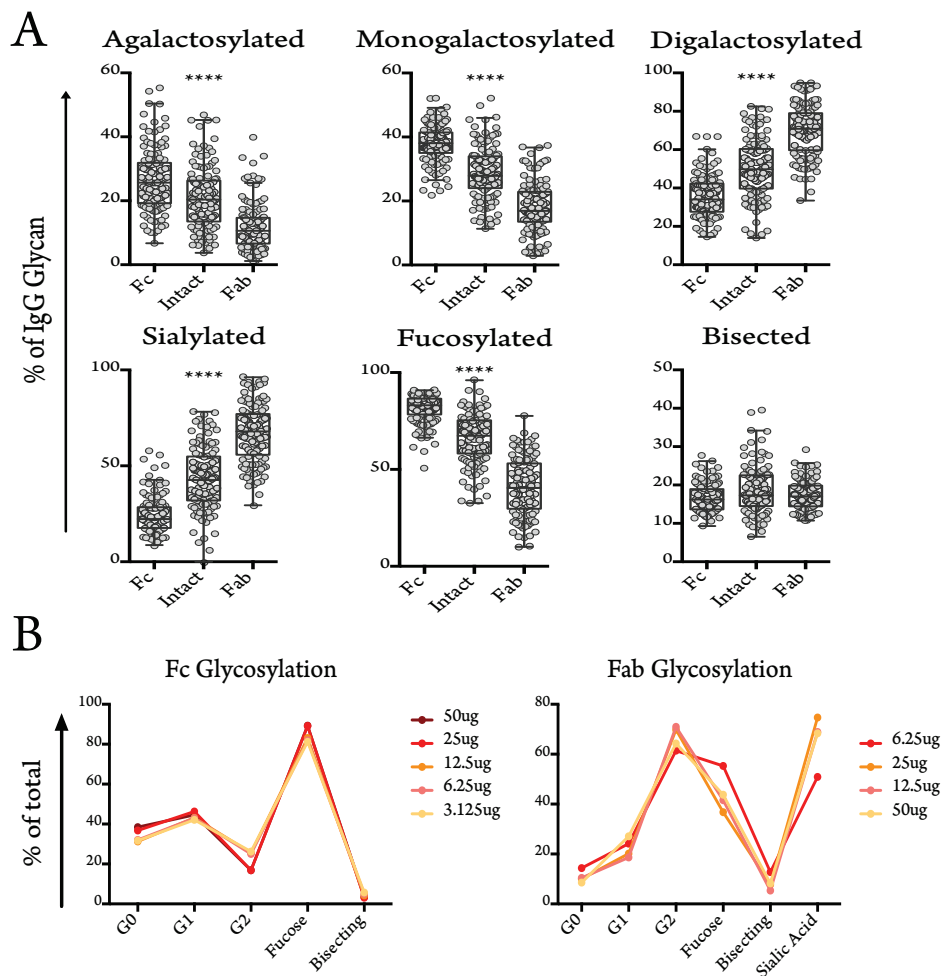 A
Agalactosylated
Monogalactosylated
Digalactosylated
% of IgG Glycan
60
40
20
0
****
Fc
Intact
Fab
60
40
20
0
****
Fc
Intact
Fab
100
80
60
40
20
0
****
Fc
Intact
Fab
Sialylated
Fucosylated
Bisected
100
50
0
****
Fc
Intact
Fab
100
50
0
****
Fc
Intact
Fab
50
40
30
20
10
0
Fc
Intact
Fab
B
Fc Glycosylation
Fab Glycosylation
% of total
100
80
60
40
20
0
G0
G1
G2
Fucose
Bisecting
50ug
25ug
12.5ug
6.25ug
3.125ug
80
60
40
20
0
G0
G1
G2
Fucose
Bisecting
Sialic Acid
6.25ug
25ug
12.5ug
50ug